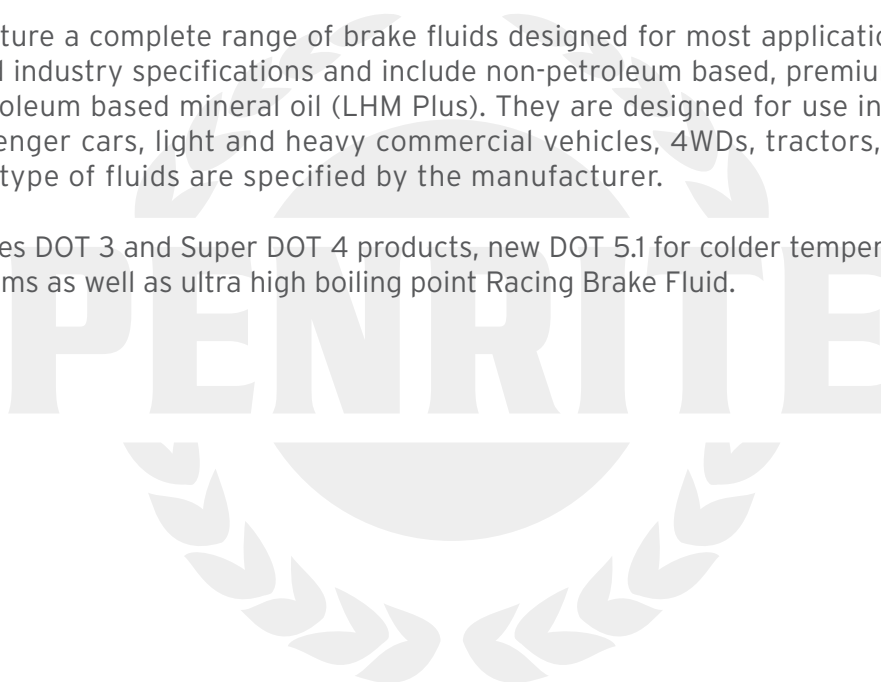 ture a complete range of brake fluids designed for most applicatio
industry specifications and include non-petroleum based, premiu
oleum based mineral oil (LHM Plus). They are designed for use in
enger cars, light and heavy commercial vehicles, 4WDs, tractors,
type of fluids are specified by the manufacturer.
es DOT 3 and Super DOT 4 products, new DOT 5.1 for colder temper
ms as well as ultra high boiling point Racing Brake Fluid.
PENRITE